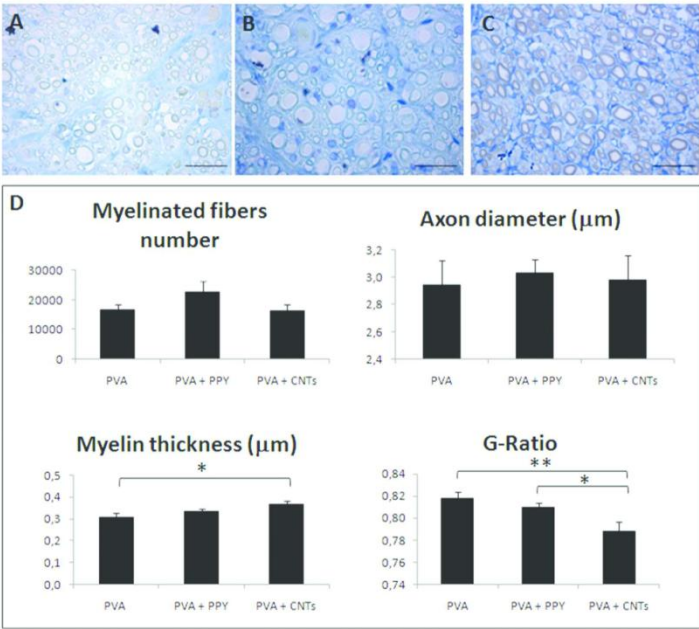 A
B
C
D
Myelinated fibers
number
30000
20000
10000
0
PVA
PVA + PPY
PVA + CNTs
Axon diameter (µm)
3,2
3,0
2,8
2,6
2,4
PVA
PVA + PPY
PVA + CNTs
Myelin thickness (µm)
*
0,5
0,4
0,3
0,2
0,1
0,0
PVA
PVA + PPY
PVA + CNTs
G-Ratio
**
*
0,84
0,82
0,80
0,78
0,76
0,74
PVA
PVA + PPY
PVA + CNTs